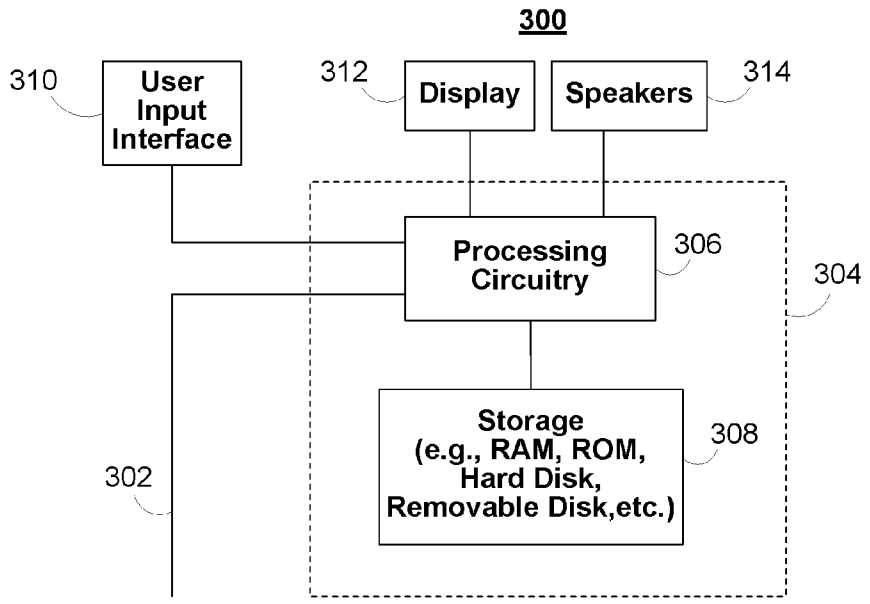 300
310
User
Input
Interface
312
Display
Speakers
314
Processing
Circuitry
306
304
Storage
(e.g., RAM, ROM,
Hard Disk,
Removable Disk,etc.)
308
302